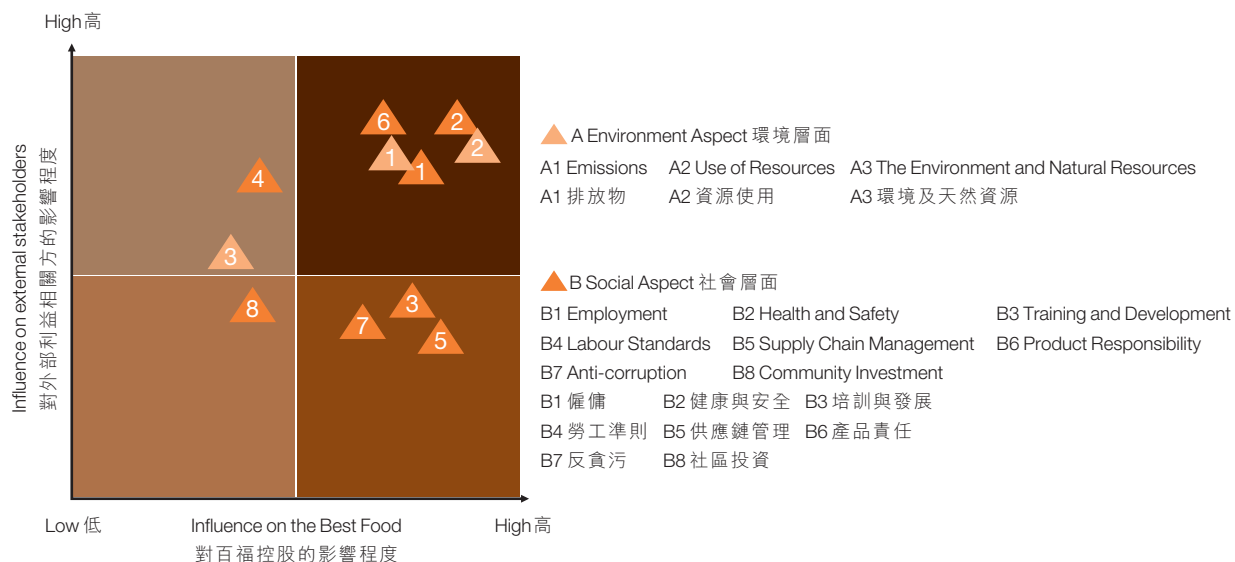 High 高
Influence on external stakeholders
對外部利益相關方的影響程度
6
2
1
2
1
4
3
8
7
3
5
Low 低
Influence on the Best Food
High 高
對百福控股的影響程度
A Environment Aspect 環境層面
A1 Emissions A2 Use of Resources A3 The Environment and Natural Resources
A1 排放物 A2 資源使用 A3 環境及天然資源
B Social Aspect 社會層面
B1 Employment B2 Health and Safety B3 Training and Development
B4 Labour Standards B5 Supply Chain Management B6 Product Responsibility
B7 Anti-corruption B8 Community Investment
B1 僱傭 B2 健康與安全 B3 培訓與發展
B4 勞工準則 B5 供應鏈管理 B6 產品責任
B7 反貪污 B8 社區投資